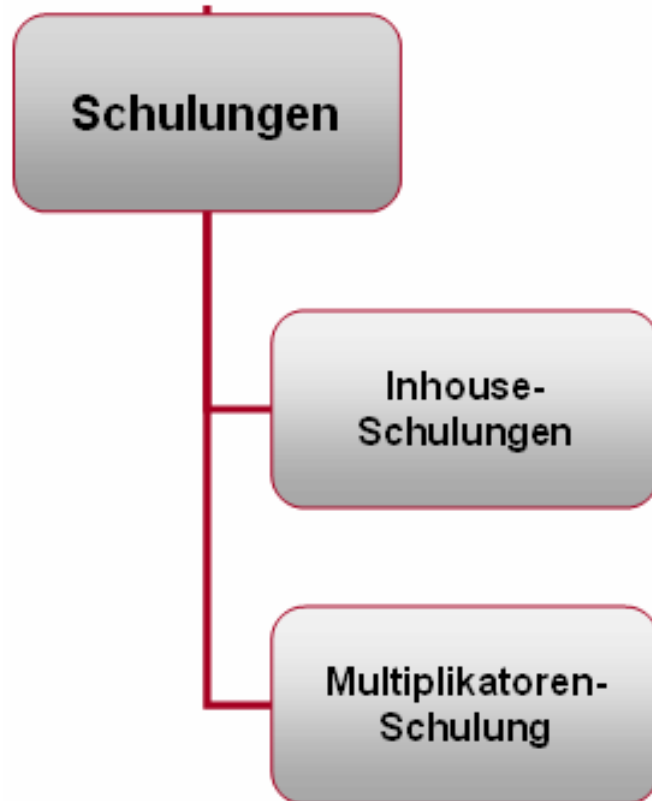 Schulungen
Inhouse-
Schulungen
Multiplikatoren-
Schulung